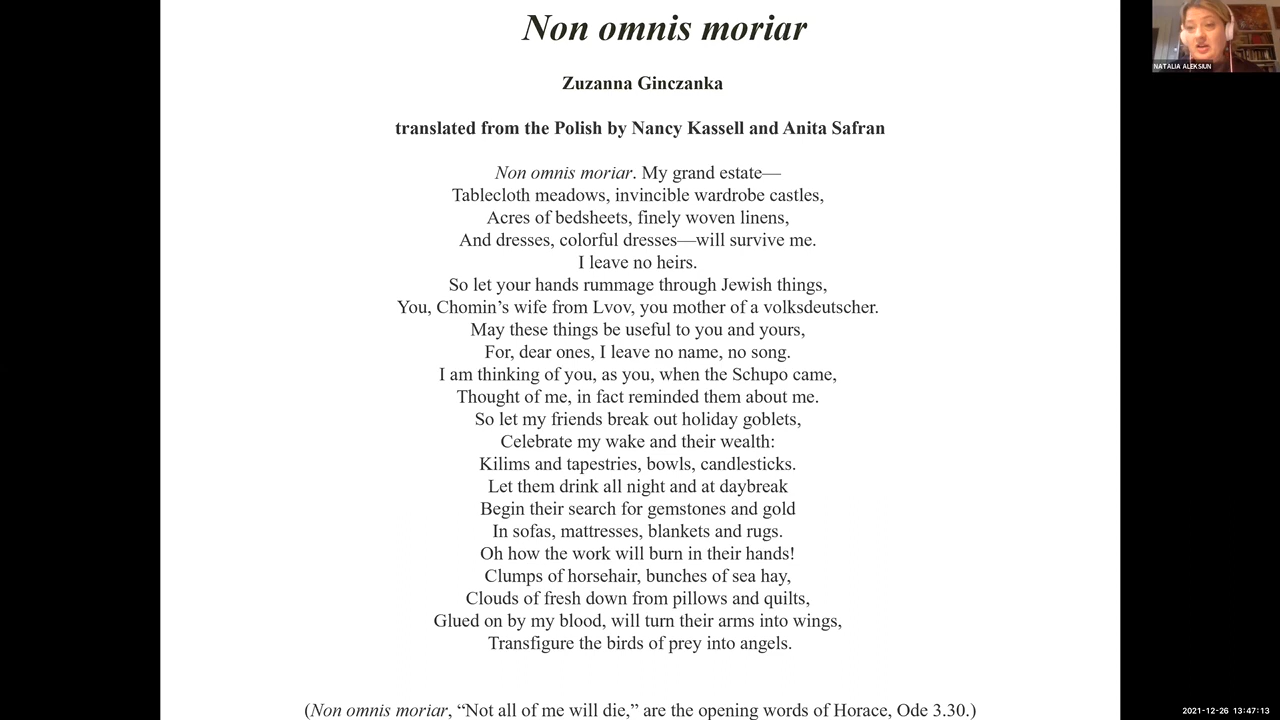 Non omnis moriar
Zuzanna Ginczanka
translated from the Polish by Nancy Kassell and Anita Safran
Non omnis moriar. My grand estate—
Tablecloth meadows, invincible wardrobe castles,
Acres of bedsheets, finely woven linens,
And dresses, colorful dresses—will survive me.
I leave no heirs.
So let your hands rummage through Jewish things,
You, Chomin’s wife from Lvov, you mother of a volksdeutscher.
May these things be useful to you and yours,
For, dear ones, I leave no name, no song.
I am thinking of you, as you, when the Schupo came,
Thought of me, in fact reminded them about me.
So let my friends break out holiday goblets,
Celebrate my wake and their wealth:
Kilims and tapestries, bowls, candlesticks.
Let them drink all night and at daybreak
Begin their search for gemstones and gold
In sofas, mattresses, blankets and rugs.
Oh how the work will burn in their hands!
Clumps of horsehair, bunches of sea hay,
Clouds of fresh down from pillows and quilts,
Glued on by my blood, will turn their arms into wings,
Transfigure the birds of prey into angels.
(Non omnis moriar, “Not all of me will die,” are the opening words of Horace, Ode 3.30.)
NATALIA ALEKSIUN
2021-12-26 13:47:13